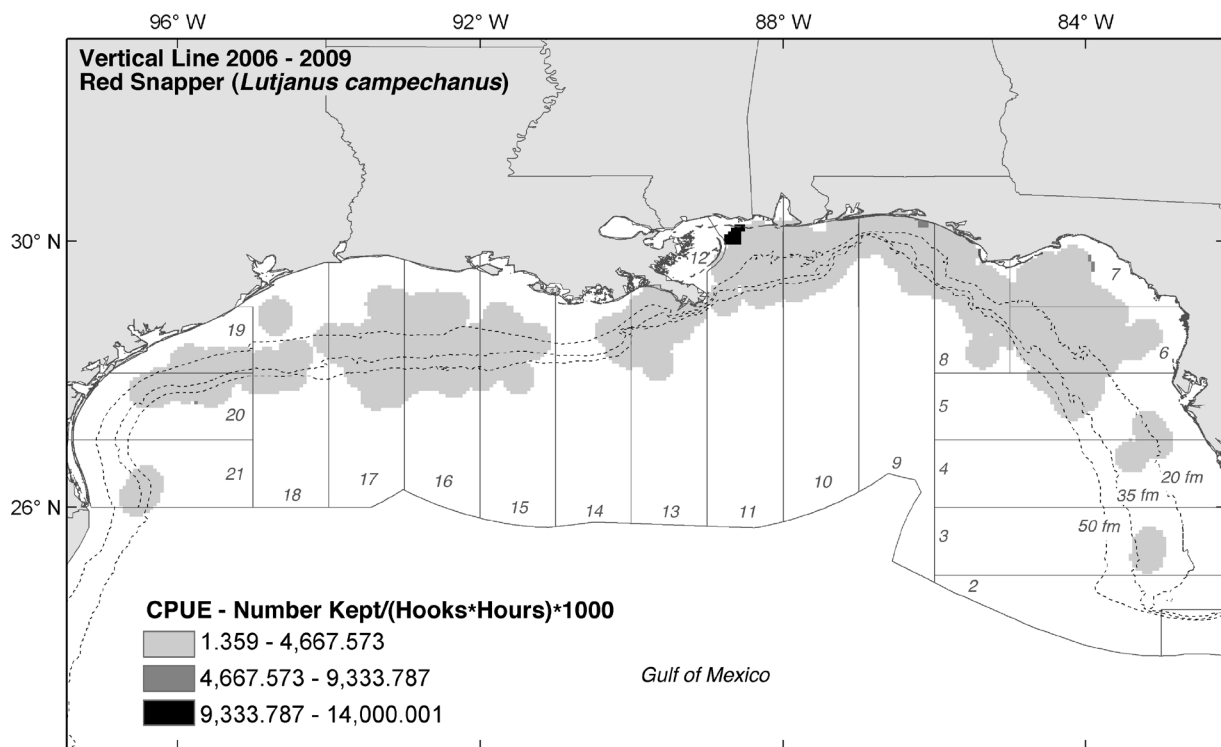 96° W 92° W 88° W 84° W
Vertical Line 2006 - 2009
Red Snapper (Lutjanus campechanus)
30° N
26° N
12
7
19
6
8
20
5
21
4
9
18
17
16
15
14
13
11
10
20 fm
35 fm
50 fm
3
2
CPUE - Number Kept/(Hooks*Hours)*1000
1.359 - 4,667.573
4,667.573 - 9,333.787
9,333.787 - 14,000.001
Gulf of Mexico